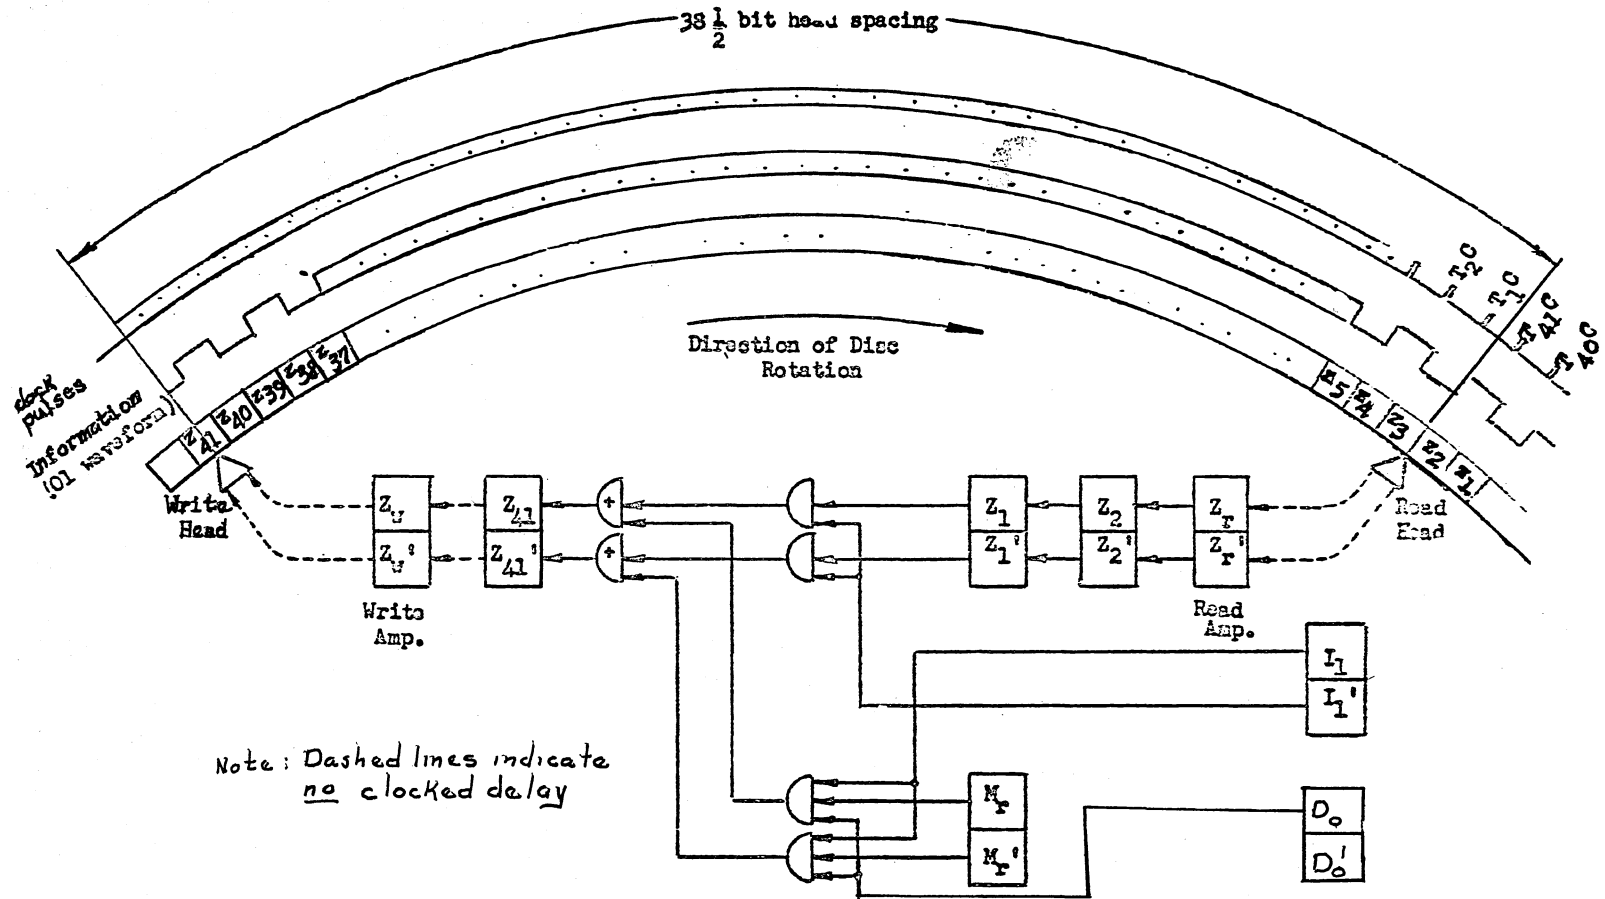 38 1/2 bit head spacing
T2C
T1C
T41C
T40C
clock
pulses
Information
(01 waveform)
Z41
Z40
Z39
Z38
Z37
Direction of Disc
Rotation
Z5
Z4
Z3
Z2
Z1
Write
Head
Read
Head
Zw
Z41
+
Z1
Z2
Zr
Zw'
Z41'
+
Z1'
Z2'
Zr'
Write
Amp.
Read
Amp.
I1
I1'
Note: Dashed lines indicate
no clocked delay
Mr
Mr'
Do
Do'